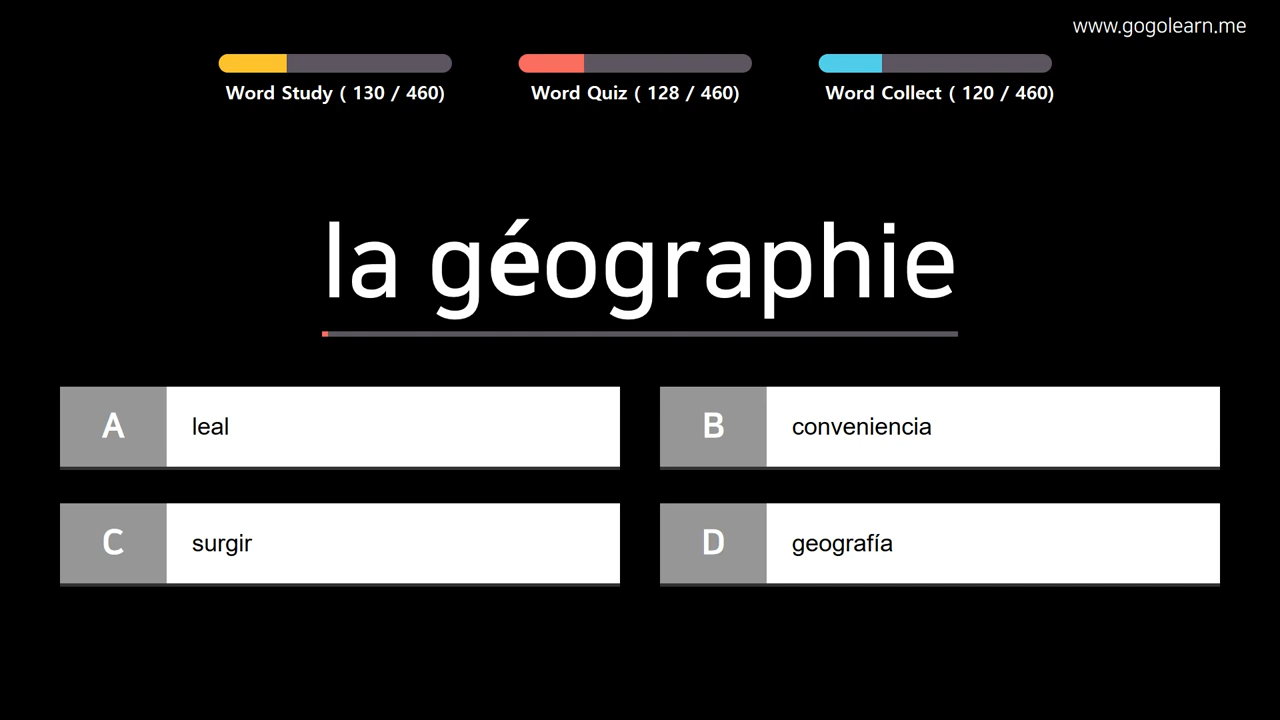 www.gogolearn.me
Word Study ( 130 / 460)
Word Quiz ( 128 / 460)
Word Collect ( 120 / 460)
la géographie
A leal
B conveniencia
C surgir
D geografía